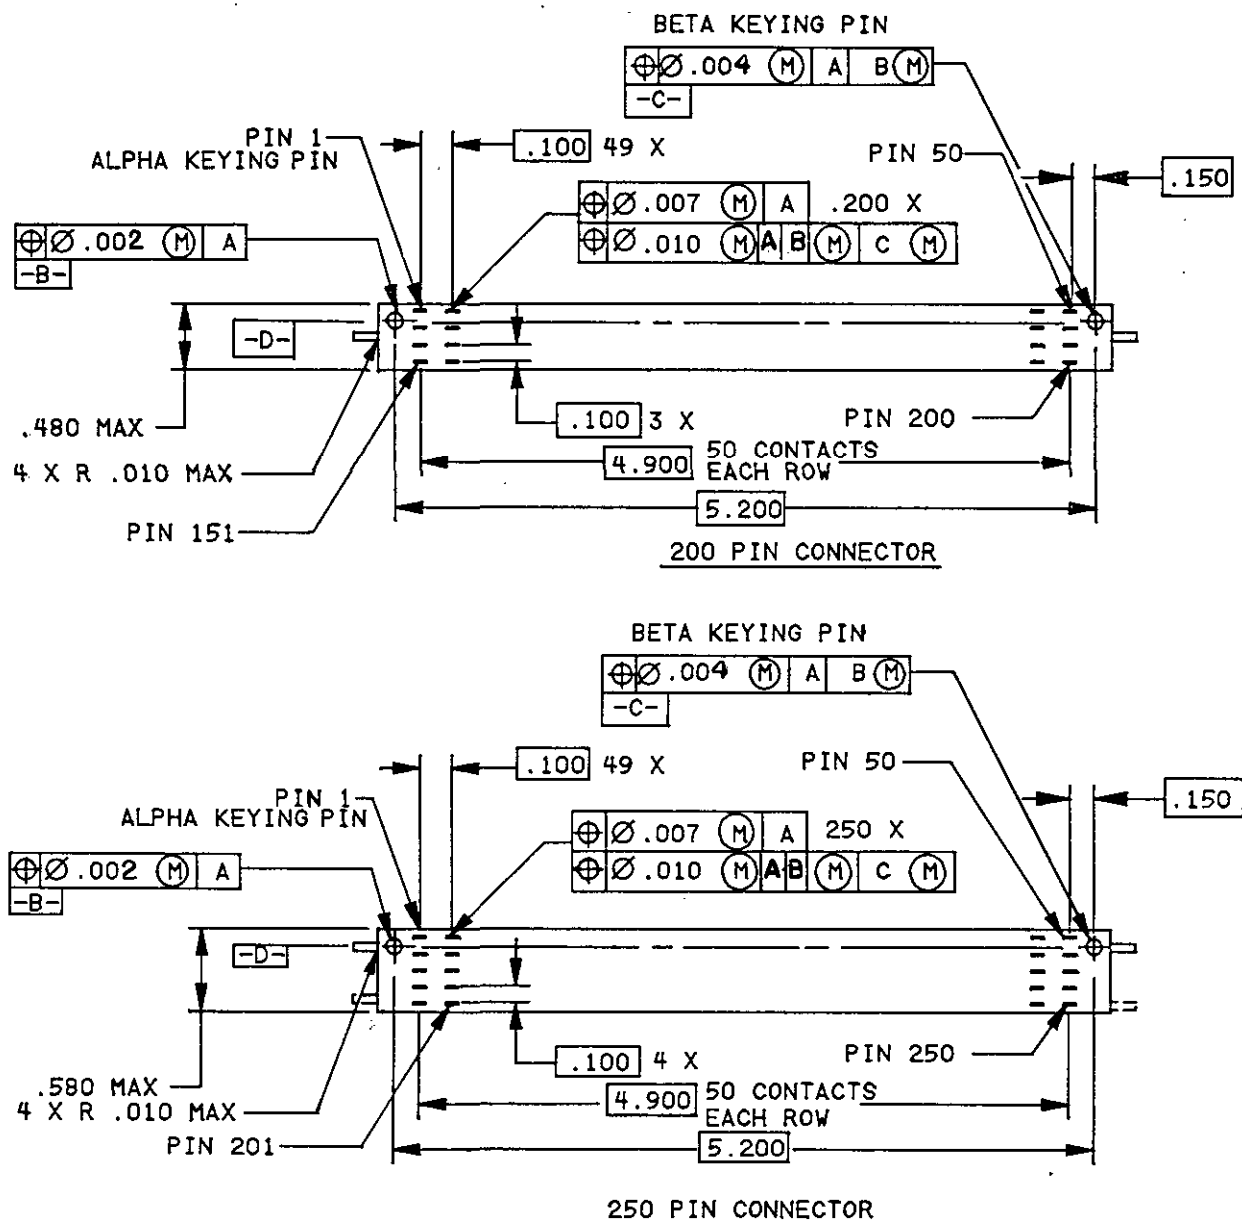 BETA KEYING PIN
⌖ Ø .004 Ⓜ A B Ⓜ
-C-
PIN 1
ALPHA KEYING PIN
.100 49 X
PIN 50
.150
⌖ Ø .007 Ⓜ A .200 X
⌖ Ø .010 Ⓜ A B Ⓜ C Ⓜ
⌖ Ø .002 Ⓜ A
-B-
-D-
.480 MAX
4 X R .010 MAX
PIN 151
.100 3 X
PIN 200
4.900 50 CONTACTS
EACH ROW
5.200
200 PIN CONNECTOR
BETA KEYING PIN
⌖ Ø .004 Ⓜ A B Ⓜ
-C-
.100 49 X
PIN 50
PIN 1
ALPHA KEYING PIN
.150
⌖ Ø .007 Ⓜ A 250 X
⌖ Ø .010 Ⓜ A B Ⓜ C Ⓜ
⌖ Ø .002 Ⓜ A
-B-
-D-
.100 4 X
PIN 250
.580 MAX
4 X R .010 MAX
4.900 50 CONTACTS
EACH ROW
PIN 201
5.200
250 PIN CONNECTOR